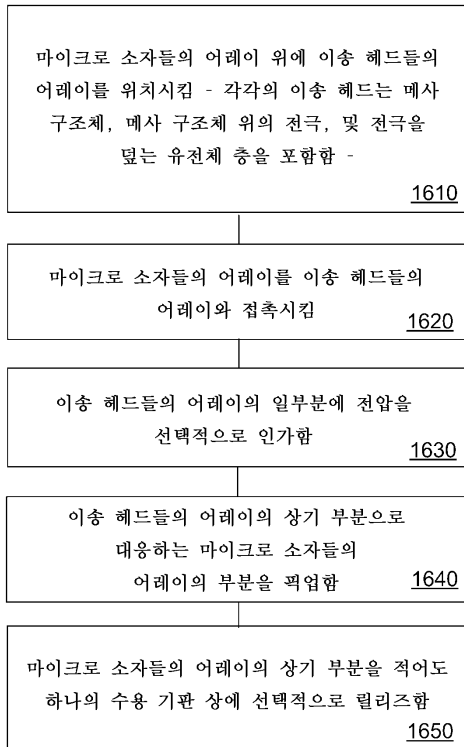 마이크로 소자들의 어레이 위에 이송 헤드들의
어레이를 위치시킴 - 각각의 이송 헤드는 메사
구조체, 메사 구조체 위의 전극, 및 전극을
덮는 유전체 층을 포함함 -
1610
마이크로 소자들의 어레이를 이송 헤드들의
어레이와 접촉시킴
1620
이송 헤드들의 어레이의 일부분에 전압을
선택적으로 인가함
1630
이송 헤드들의 어레이의 상기 부분으로
대응하는 마이크로 소자들의
어레이의 부분을 픽업함
1640
마이크로 소자들의 어레이의 상기 부분을 적어도
하나의 수용 기판 상에 선택적으로 릴리즈함
1650